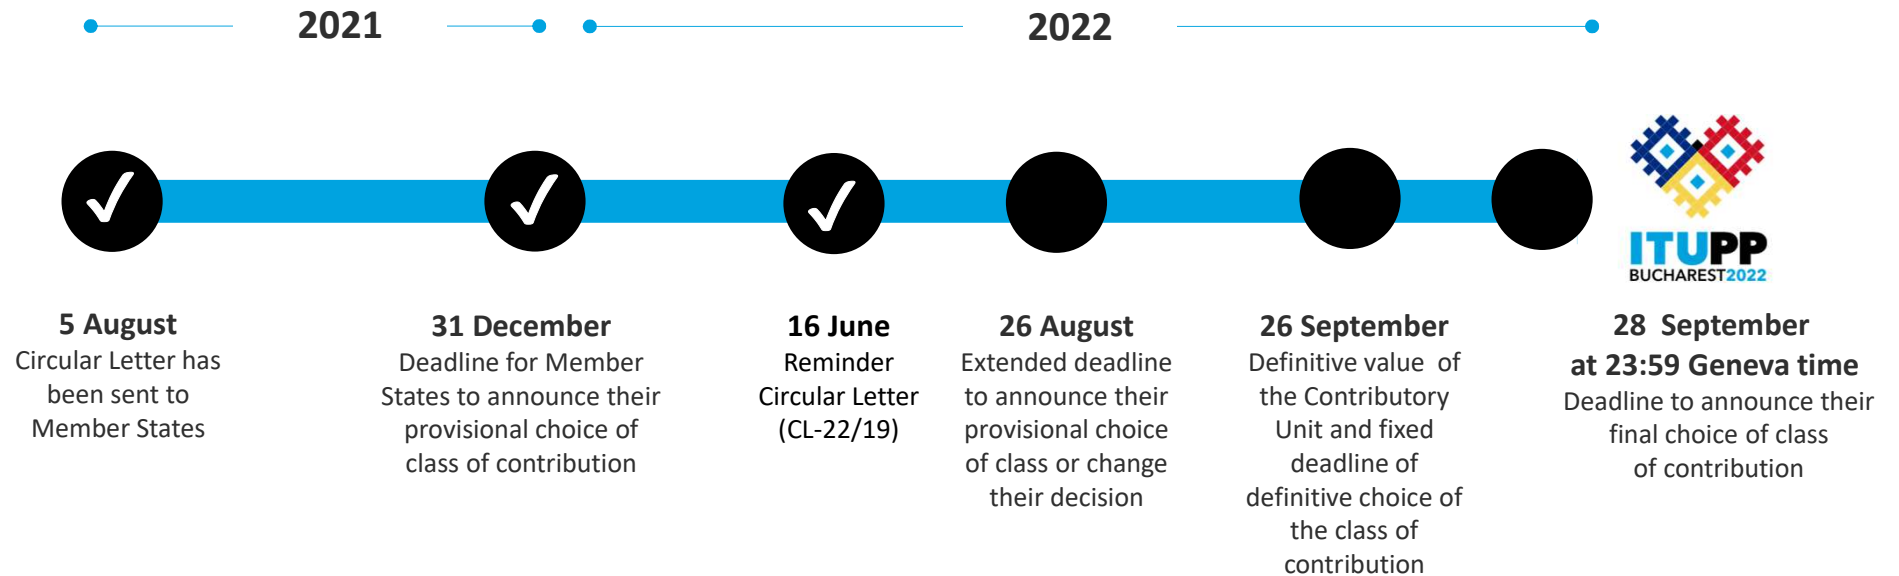 2021
2022
5 August
Circular Letter has
been sent to
Member States
31 December
Deadline for Member
States to announce their
provisional choice of
class of contribution
16 June
Reminder
Circular Letter
(CL-22/19)
26 August
Extended deadline
to announce their
provisional choice
of class or change
their decision
26 September
Definitive value of
the Contributory
Unit and fixed
deadline of
definitive choice of
the class of
contribution
ITUPP
BUCHAREST2022
28 September
at 23:59 Geneva time
Deadline to announce their
final choice of class
of contribution